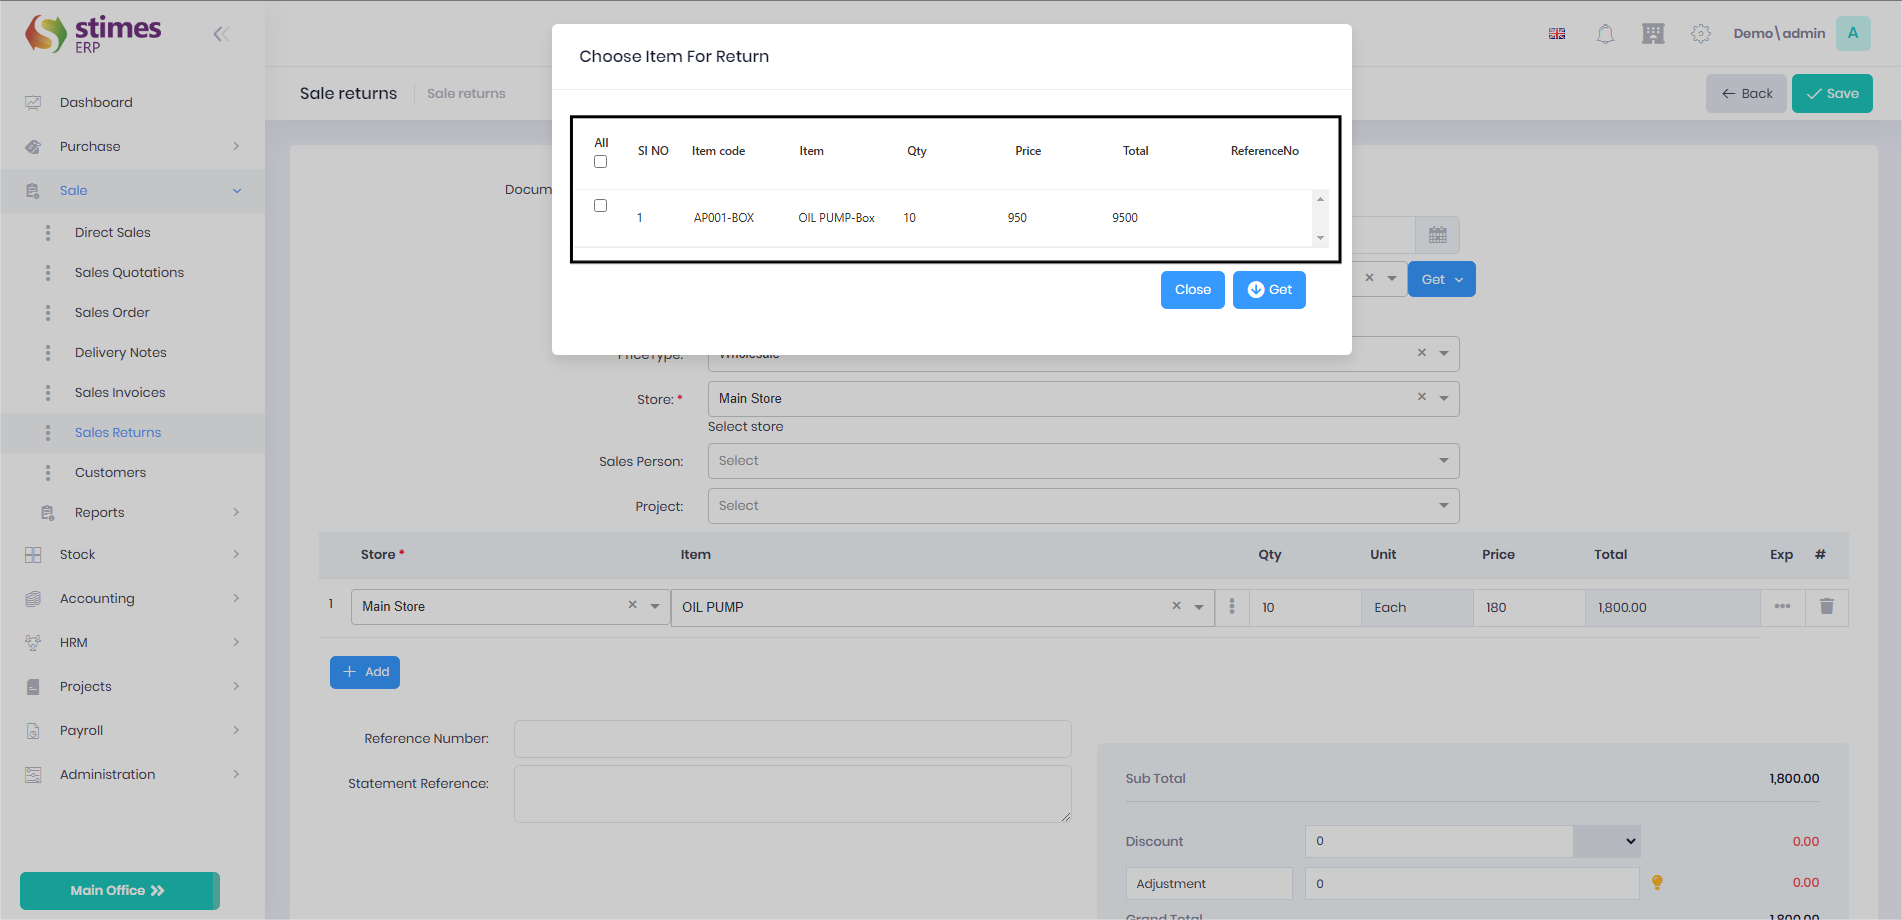 stimes
ERP
Demo\admin
A
Choose Item For Return
Sale returns
Sale returns
Back
Save
Dashboard
Purchase
Sale
Direct Sales
Sales Quotations
Sales Order
Delivery Notes
Sales Invoices
Sales Returns
Customers
Reports
Stock
Accounting
HRM
Projects
Payroll
Administration
Main Office
All
SI NO
Item code
Item
Qty
Price
Total
ReferenceNo
1
AP001-BOX
OIL PUMP-Box
10
950
9500
Close
Get
Docum
Get
PriceType:
Wholesale
Store: *
Main Store
Select store
Sales Person:
Select
Project:
Select
Store *
Item
Qty
Unit
Price
Total
Exp
#
1
Main Store
OIL PUMP
10
Each
180
1,800.00
Add
Reference Number:
Statement Reference:
Sub Total
1,800.00
Discount
0
0.00
Adjustment
0
0.00
Grand Total
1,800.00